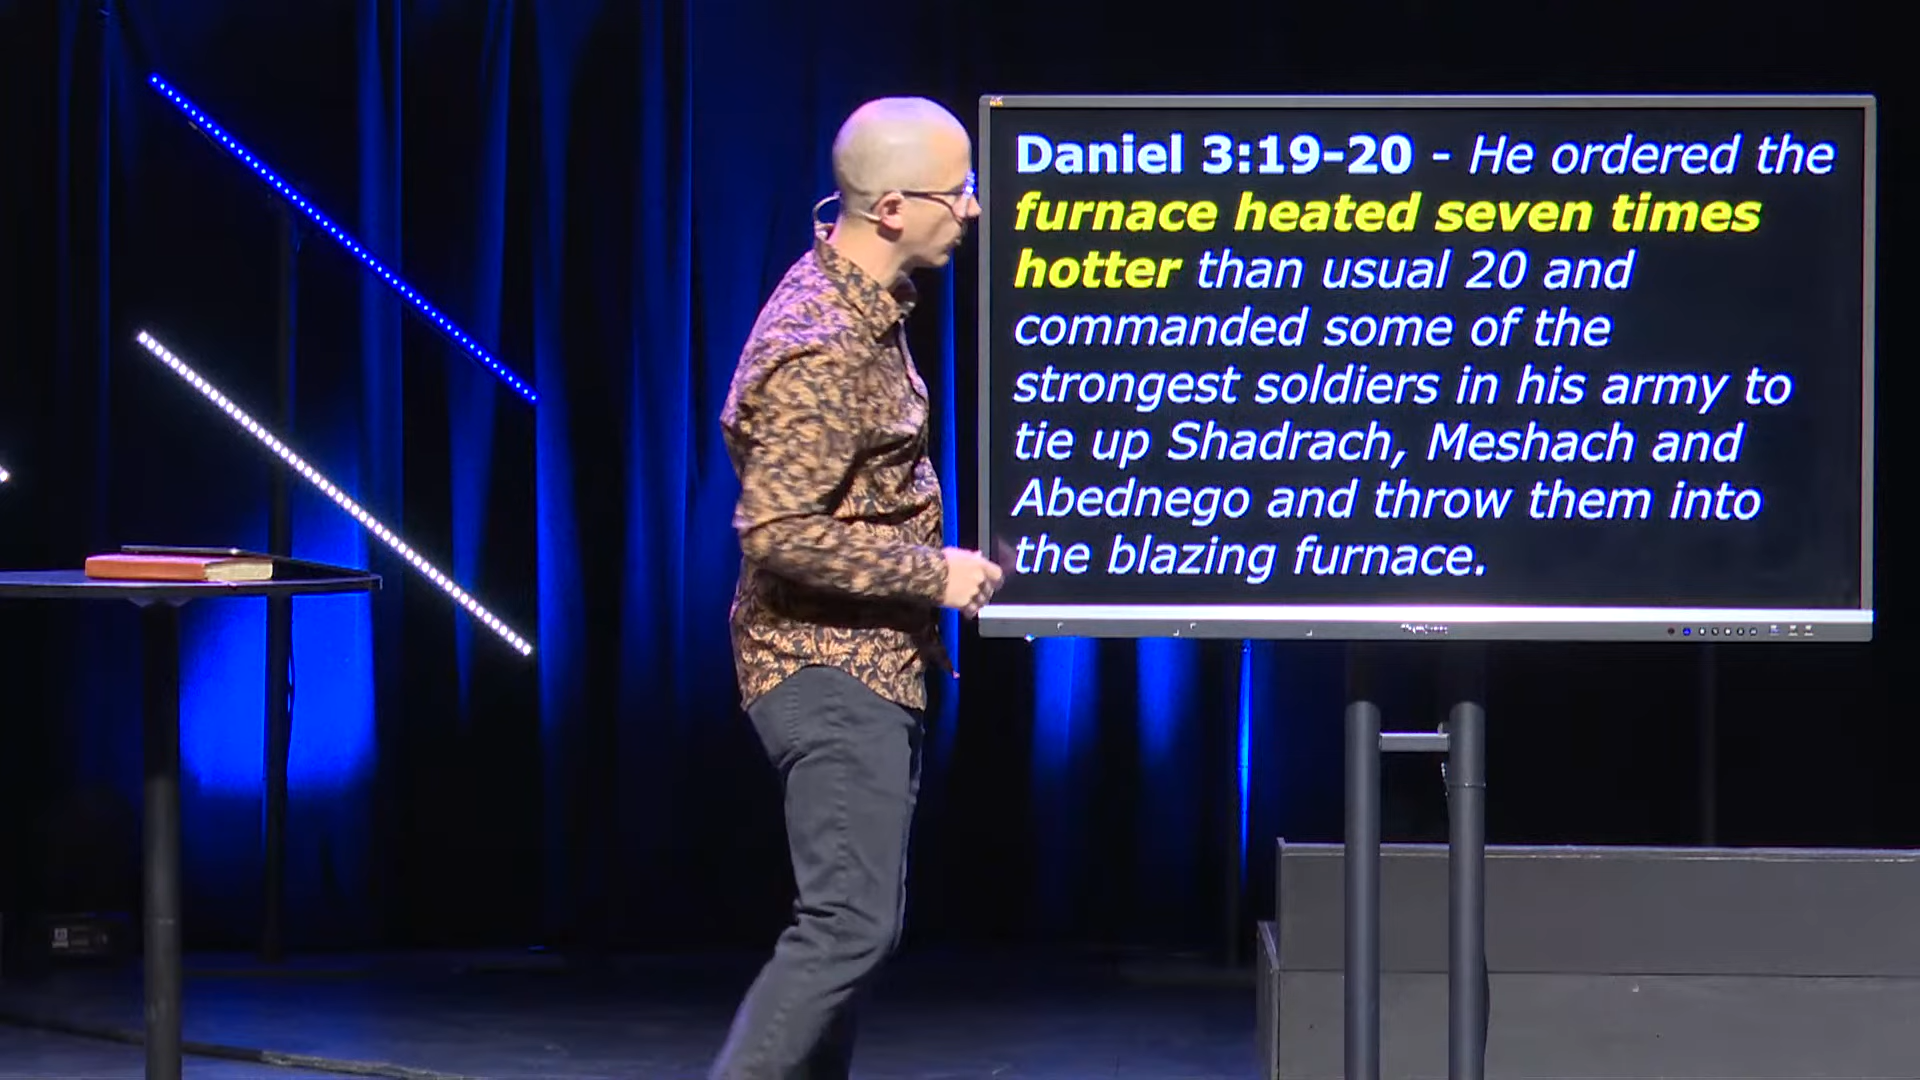 Daniel 3:19-20 - He ordered the
furnace heated seven times
hotter than usual 20 and
commanded some of the
strongest soldiers in his army to
tie up Shadrach, Meshach and
Abednego and throw them into
the blazing furnace.